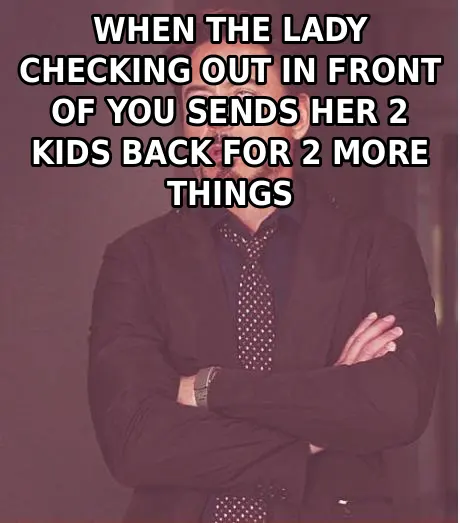 WHEN THE LADY
CHECKING OUT IN FRONT
OF YOU SENDS HER 2
KIDS BACK FOR 2 MORE
THINGS